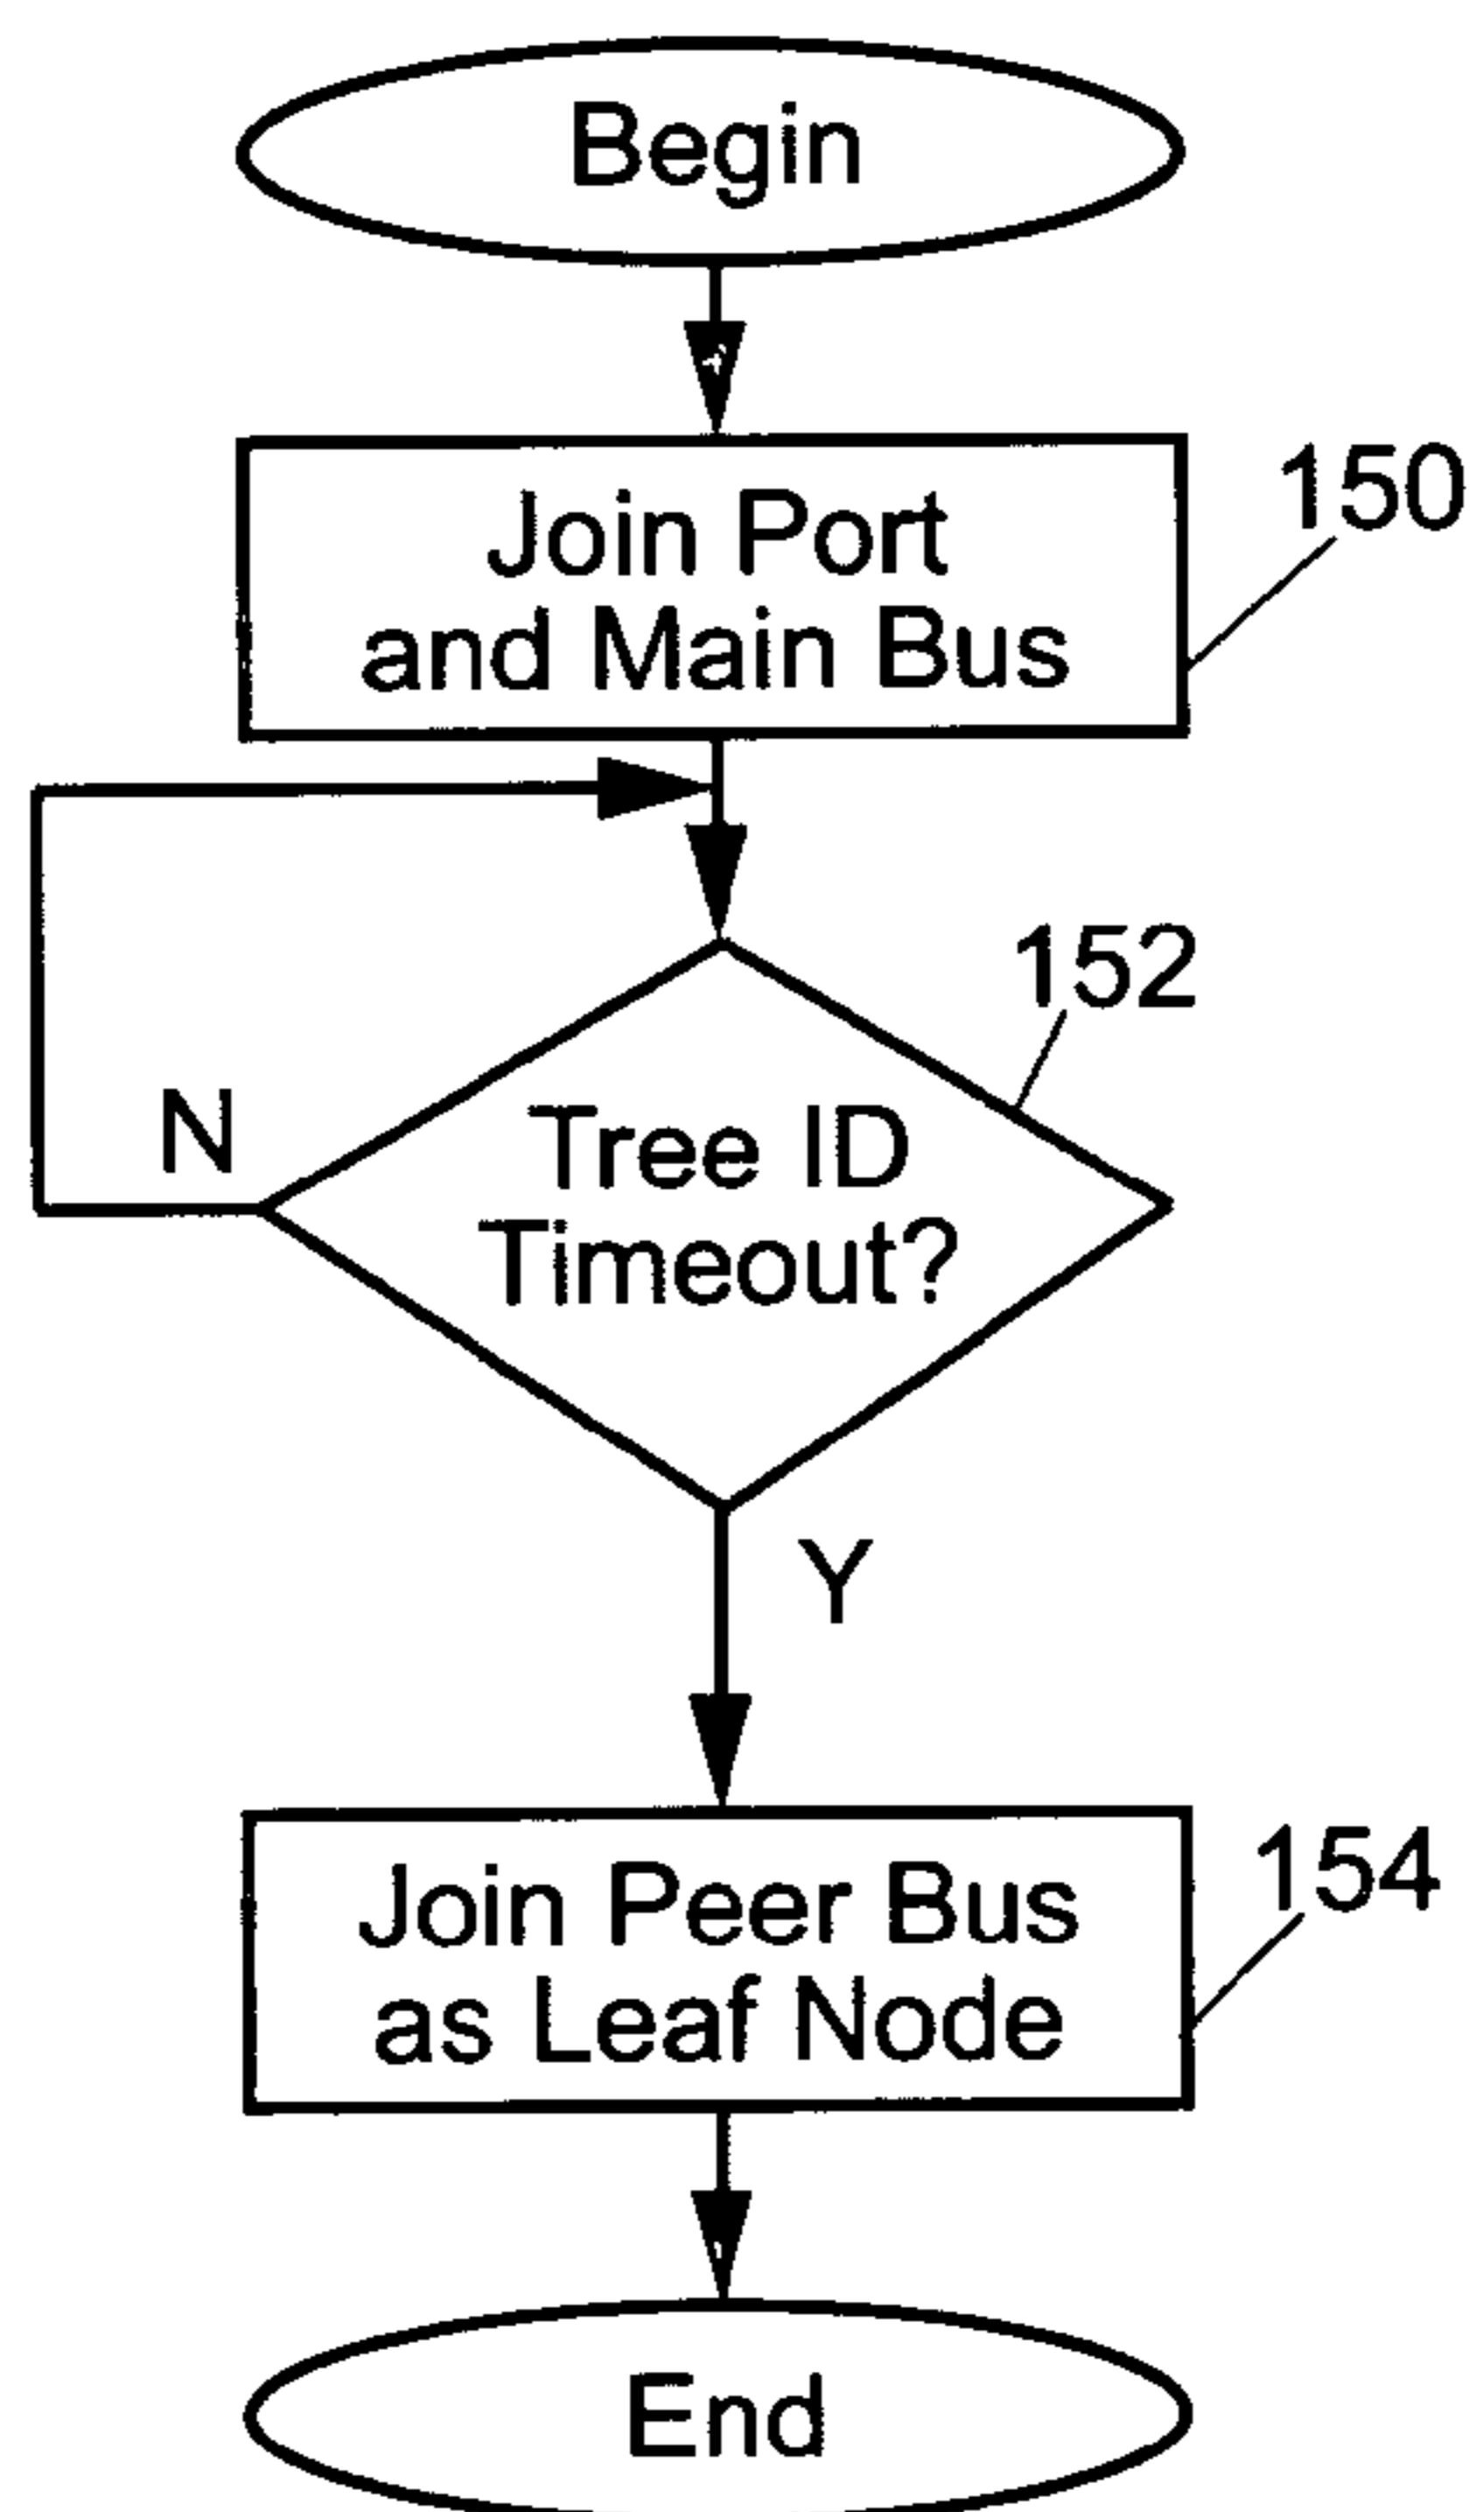 Begin
Join Port
and Main Bus
150
152
N
Tree ID
Timeout?
Y
Join Peer Bus
as Leaf Node
154
End